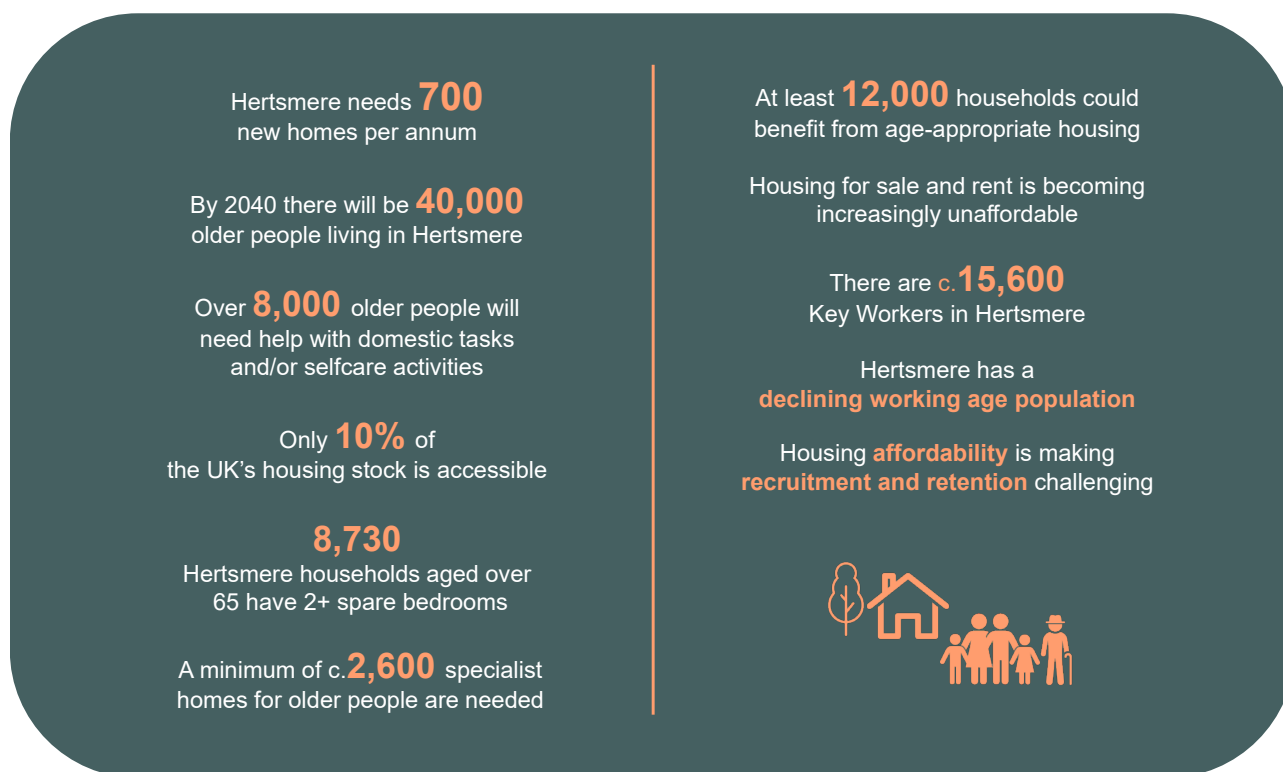 Hertsmere needs 700
new homes per annum
By 2040 there will be 40,000
older people living in Hertsmere
Over 8,000 older people will
need help with domestic tasks
and/or selfcare activities
Only 10% of
the UK’s housing stock is accessible
8,730
Hertsmere households aged over
65 have 2+ spare bedrooms
A minimum of c.2,600 specialist
homes for older people are needed
At least 12,000 households could
benefit from age-appropriate housing
Housing for sale and rent is becoming
increasingly unaffordable
There are c.15,600
Key Workers in Hertsmere
Hertsmere has a
declining working age population
Housing affordability is making
recruitment and retention challenging